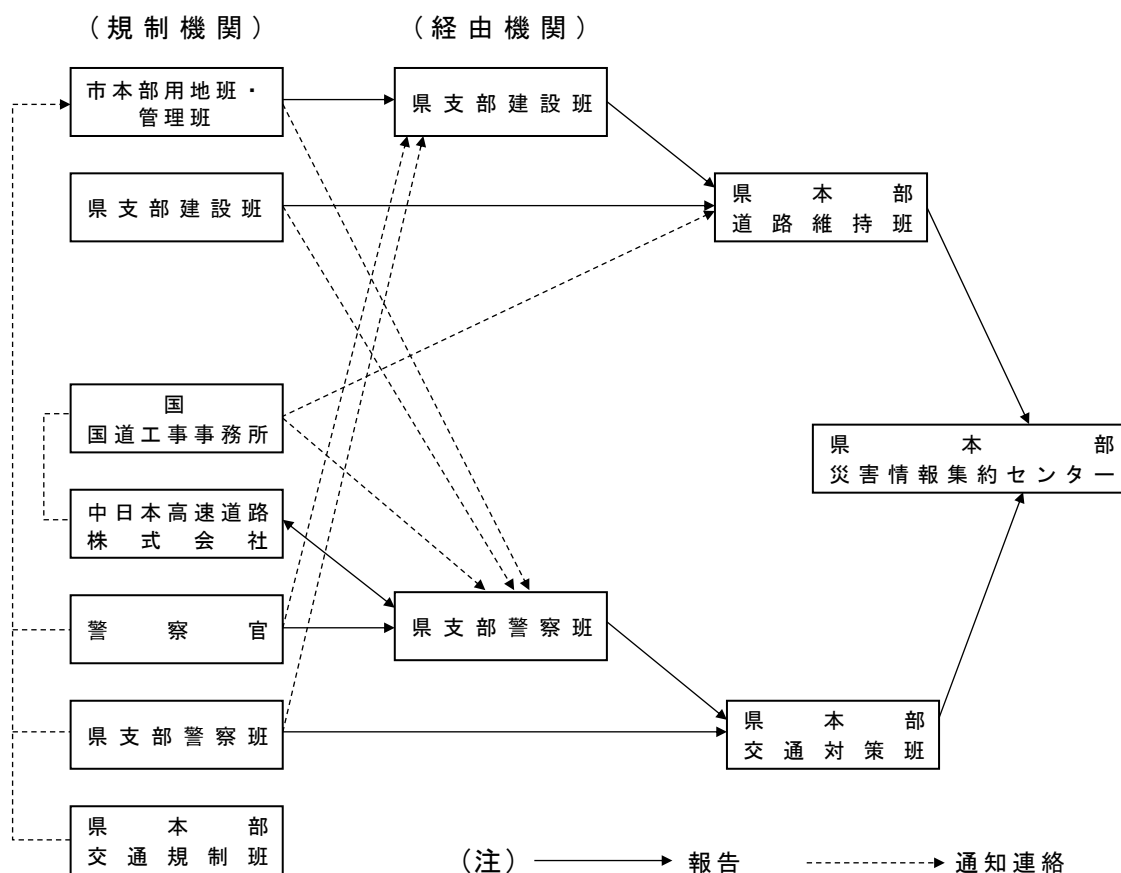 （規制機関）
（経由機関）
市本部用地班・
管理班
県支部建設班
県支部建設班
県本部
道路維持班
国
国道工事事務所
県本部
災害情報集約センター
中日本高速道路
株式会社
警察官
県支部警察班
県支部警察班
県本部
交通対策班
県本部
交通規制班
（注）
報告
通知連絡